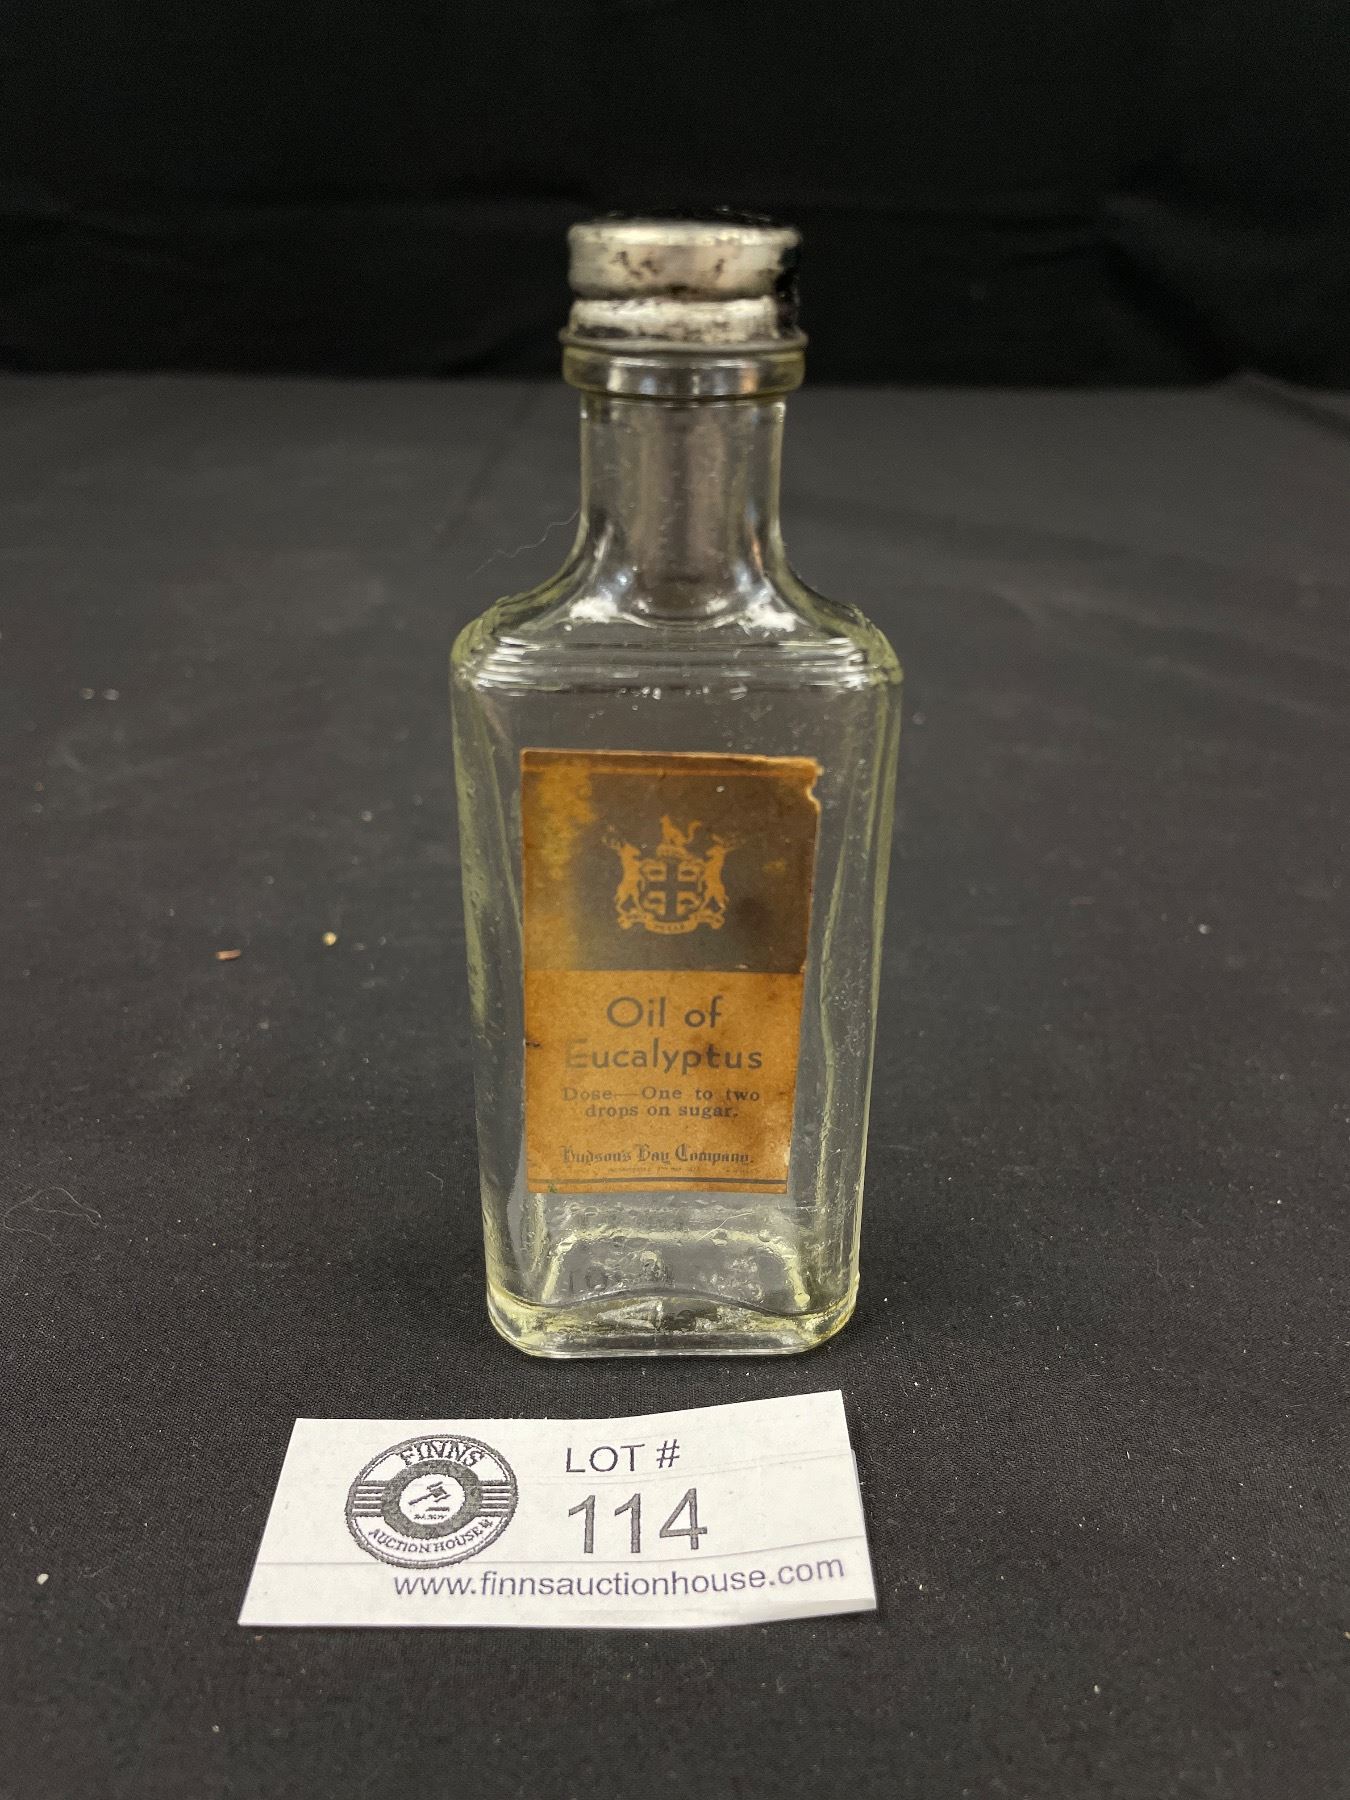 Oil of
Eucalyptus
Dose—One to two
drops on sugar.
Hudson's Bay Company.
FINNS
AUCTION HOUSE
LOT #
114
www.finnsauctionhouse.com